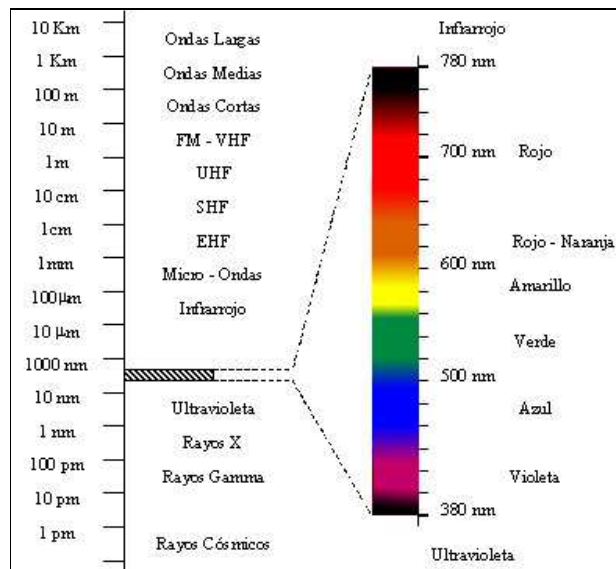 10 Km
1 Km
100 m
10 m
1m
10 cm
1cm
1mm
100μm
10 μm
1000 nm
10 nm
1 nm
100 pm
10 pm
1 pm
Ondas Largas
Ondas Medias
Ondas Cortas
FM - VHF
UHF
SHF
EHF
Micro - Ondas
Infrarrojo
Ultravioleta
Rayos X
Rayos Gamma
Rayos Cósmicos
Infrarrojo
780 nm
700 nm
Rojo
Rojo - Naranja
600 nm
Amarillo
Verde
500 nm
Azul
Violeta
380 nm
Ultravioleta